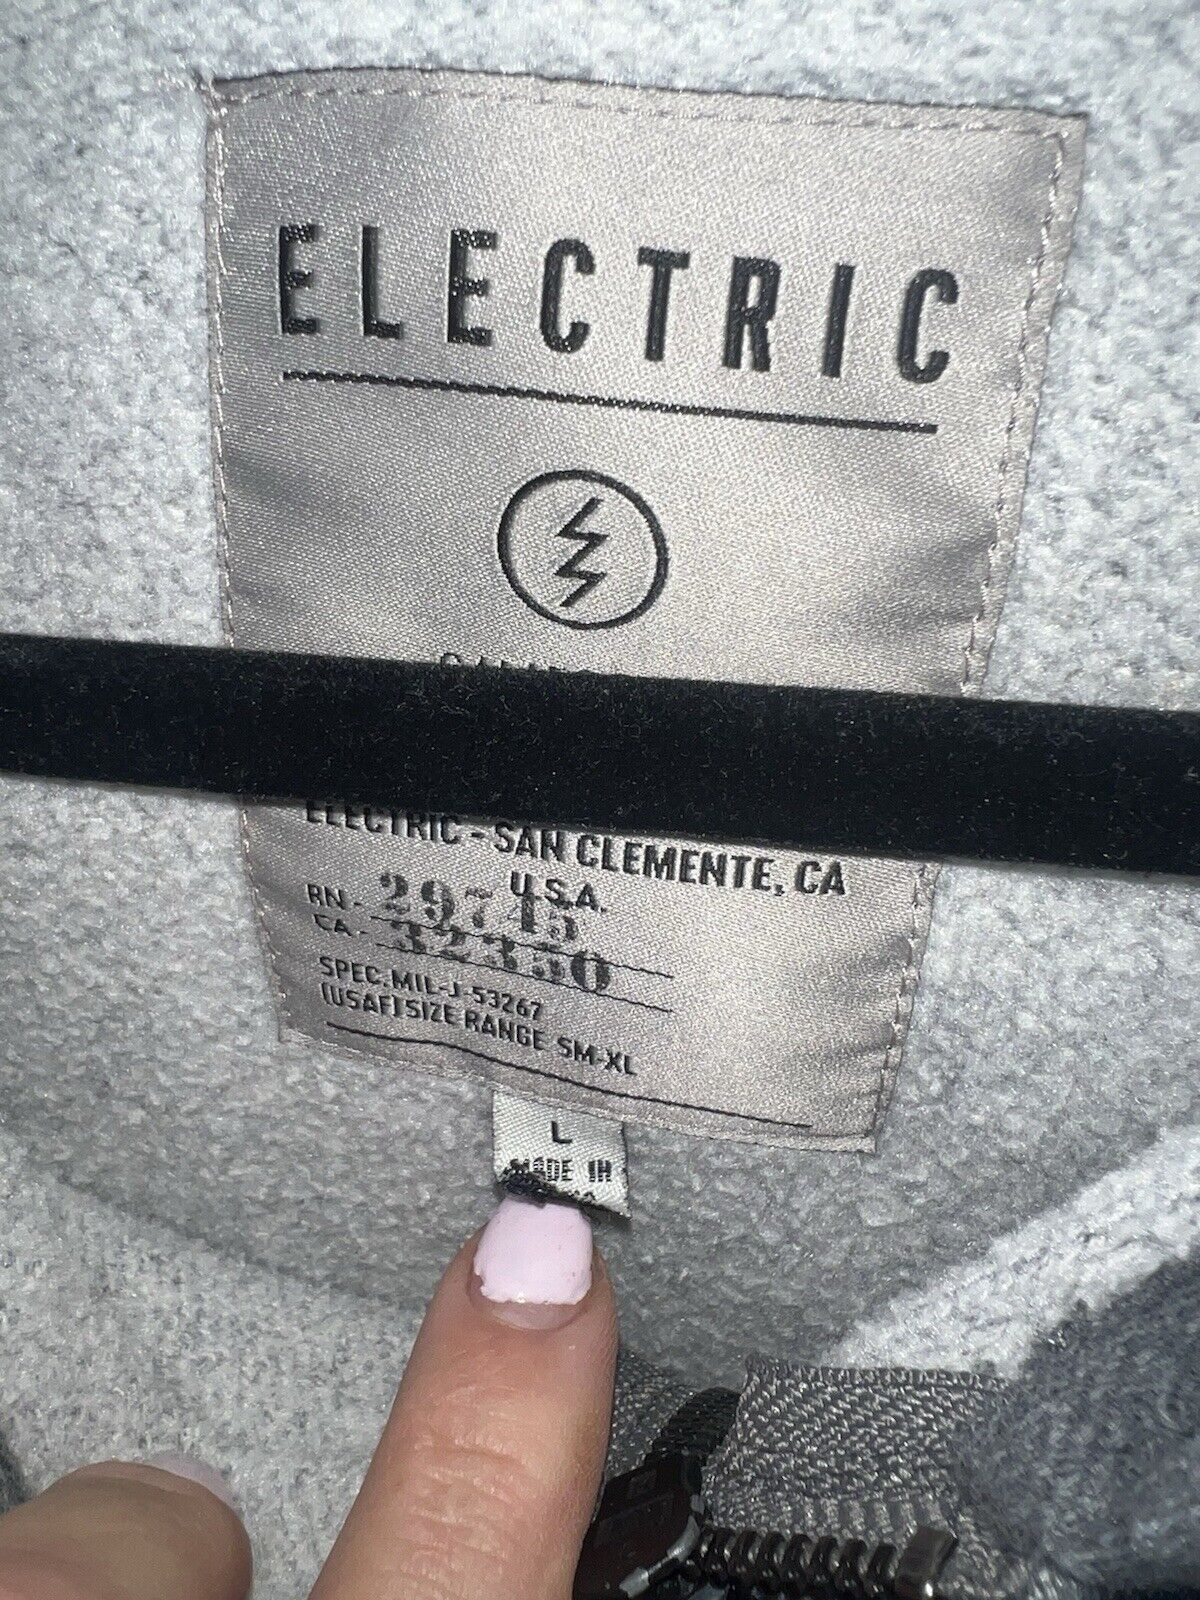 ELECTRIC
ELECTRIC - SAN CLEMENTE, CA
U.S.A.
RN - 29745
CA - 32350
SPEC. MIL-J-53267
(USAF) SIZE RANGE SM-XL
L
MADE IN